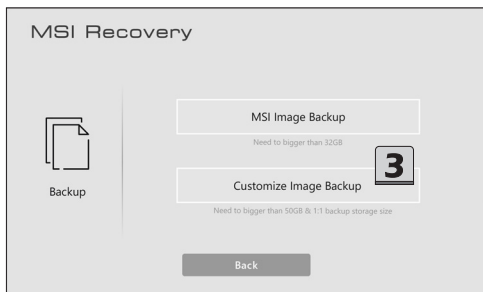 MSI Recovery
MSI Image Backup
Need to bigger than 32GB
3
Backup
Customize Image Backup
Need to bigger than 50GB & 1:1 backup storage size
Back